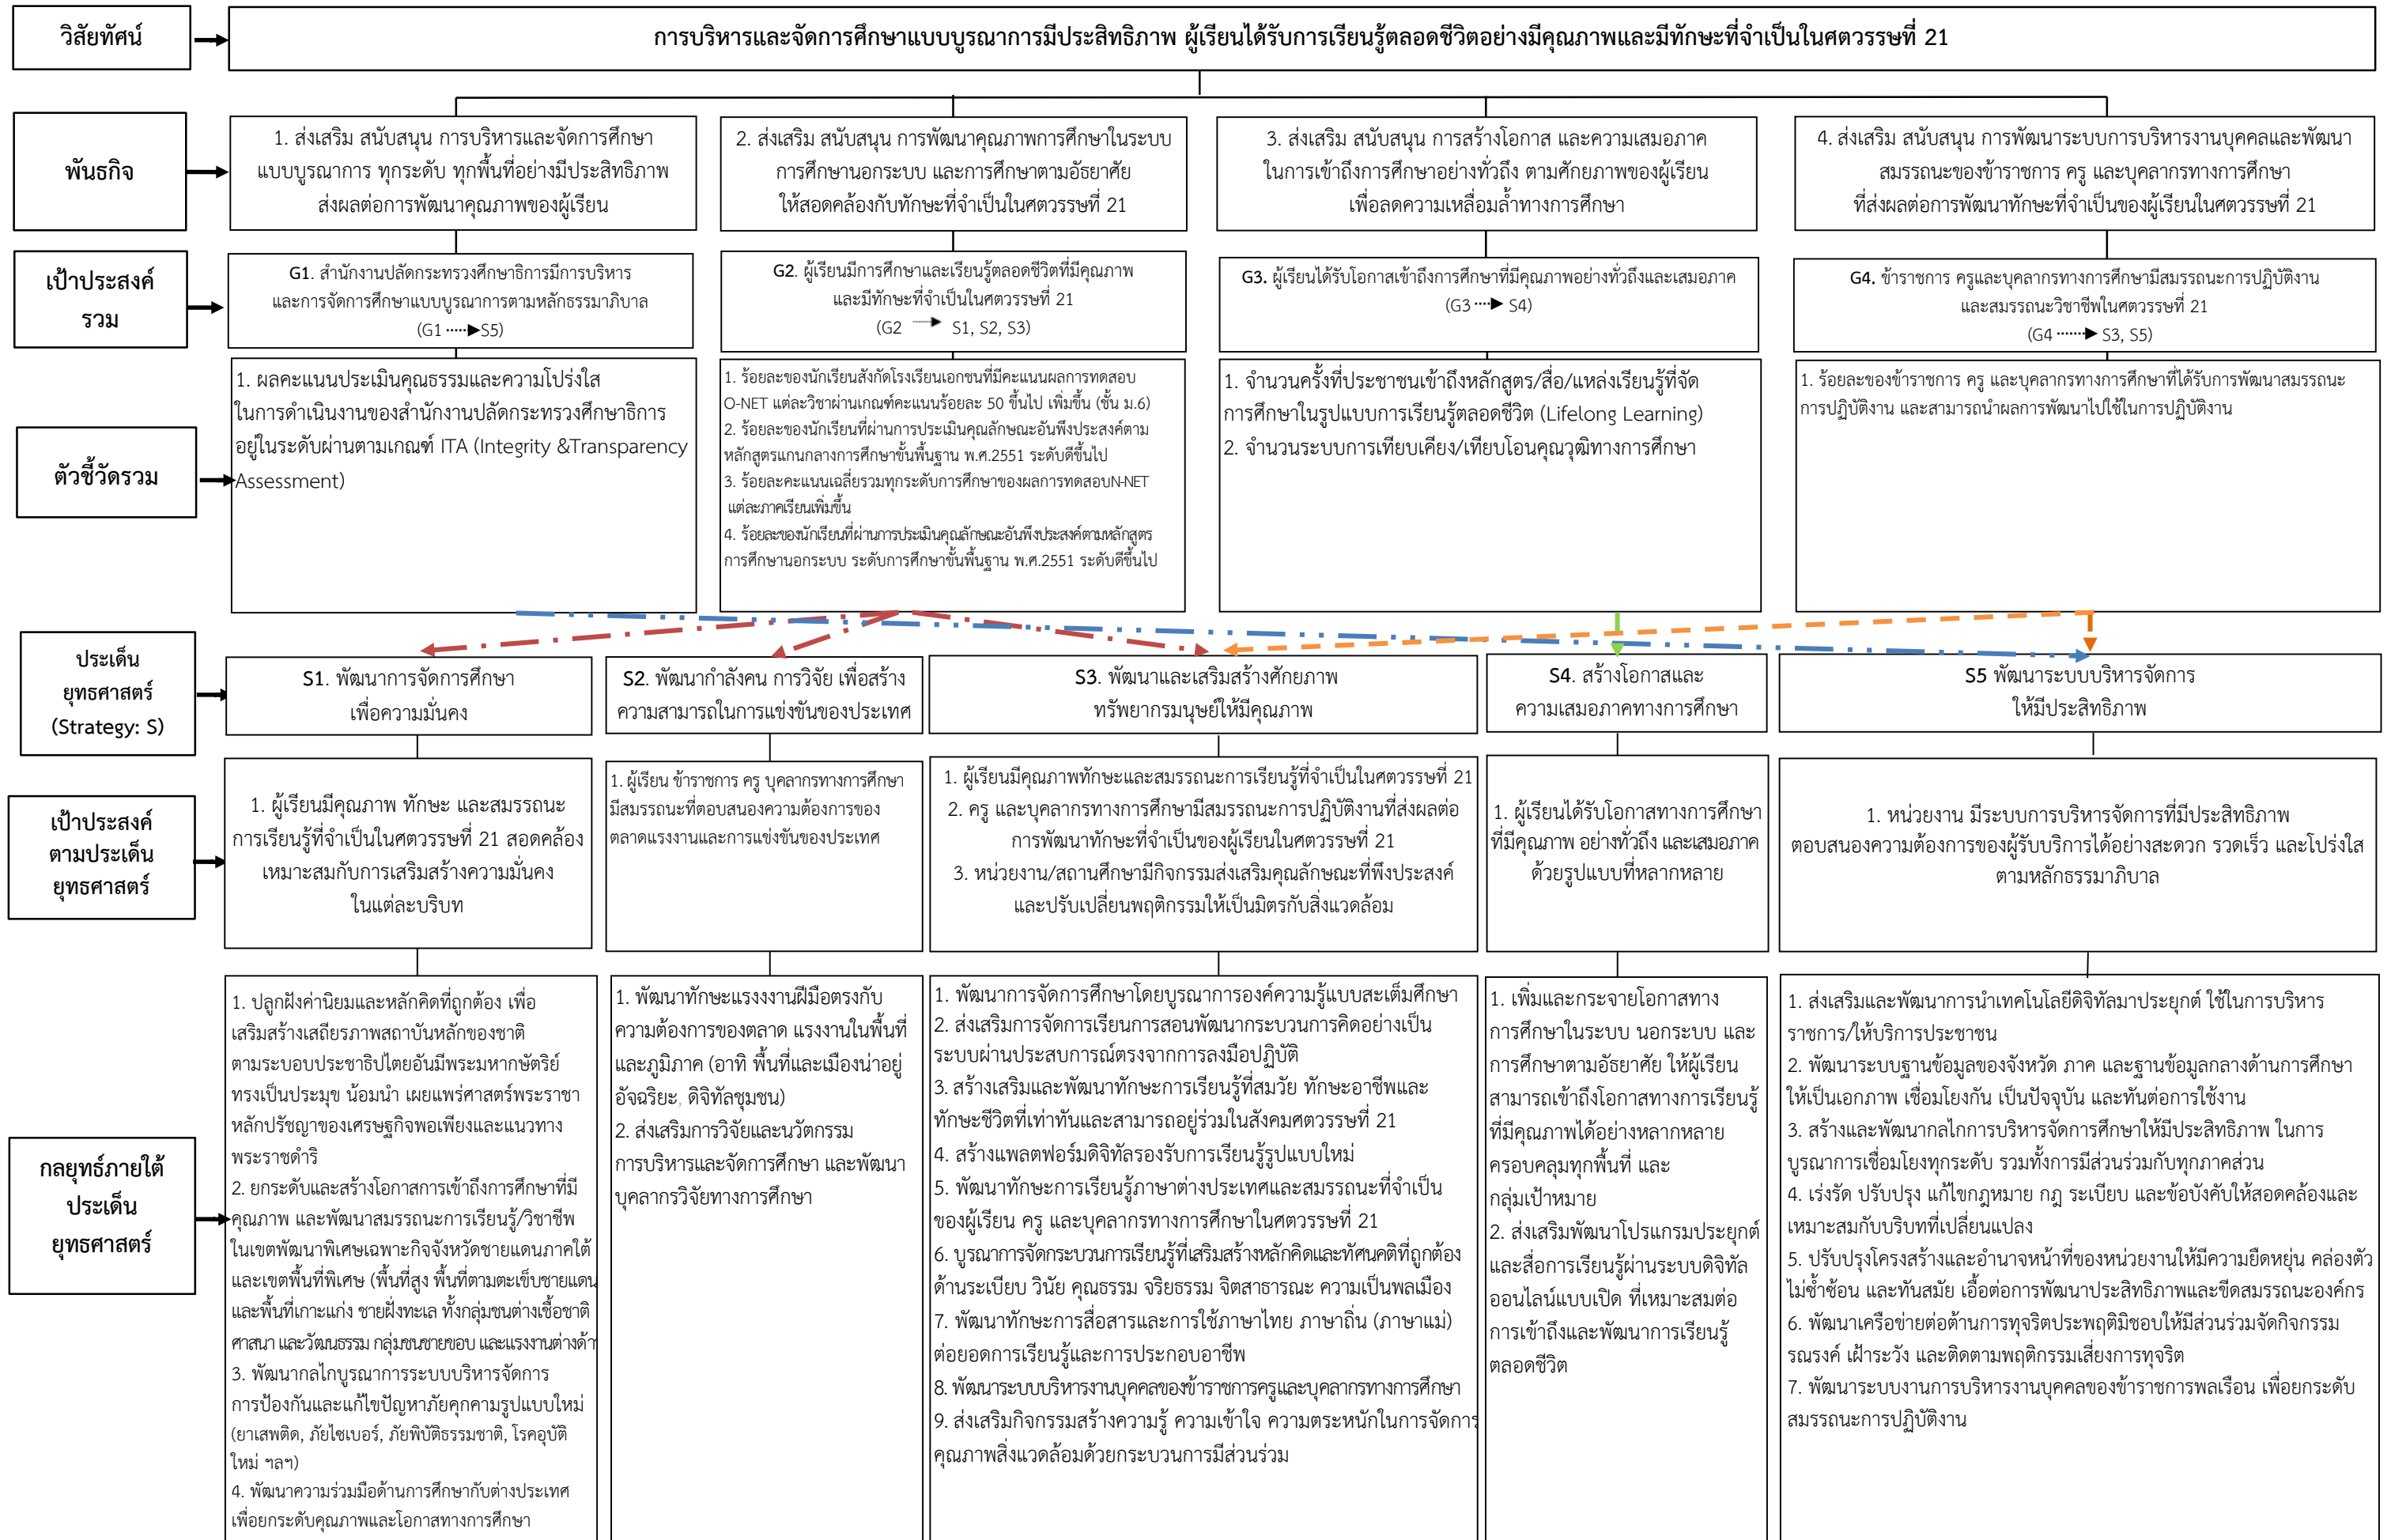 วิสัยทัศน์
การบริหารและจัดการศึกษาแบบบูรณาการมีประสิทธิภาพ ผู้เรียนได้รับการเรียนรู้ตลอดชีวิตอย่างมีคุณภาพและมีทักษะที่จำเป็นในศตวรรษที่ 21
พันธกิจ
1. ส่งเสริม สนับสนุน การบริหารและจัดการศึกษา
แบบบูรณาการ ทุกระดับ ทุกพื้นที่อย่างมีประสิทธิภาพ
ส่งผลต่อการพัฒนาคุณภาพของผู้เรียน
2. ส่งเสริม สนับสนุน การพัฒนาคุณภาพการศึกษาในระบบ
การศึกษานอกระบบ และการศึกษาตามอัธยาศัย
ให้สอดคล้องกับทักษะที่จำเป็นในศตวรรษที่ 21
3. ส่งเสริม สนับสนุน การสร้างโอกาส และความเสมอภาค
ในการเข้าถึงการศึกษาอย่างทั่วถึง ตามศักยภาพของผู้เรียน
เพื่อลดความเหลื่อมล้ำทางการศึกษา
4. ส่งเสริม สนับสนุน การพัฒนาระบบการบริหารงานบุคคลและพัฒนา
สมรรถนะของข้าราชการ ครู และบุคลากรทางการศึกษา
ที่ส่งผลต่อการพัฒนาทักษะที่จำเป็นของผู้เรียนในศตวรรษที่ 21
เป้าประสงค์
รวม
G1. สำนักงานปลัดกระทรวงศึกษาธิการมีการบริหาร
และการจัดการศึกษาแบบบูรณาการตามหลักธรรมาภิบาล
(G1 ·····► S5)
G2. ผู้เรียนมีการศึกษาและเรียนรู้ตลอดชีวิตที่มีคุณภาพ
และมีทักษะที่จำเป็นในศตวรรษที่ 21
(G2 ·····► S1, S2, S3)
G3. ผู้เรียนได้รับโอกาสเข้าถึงการศึกษาที่มีคุณภาพอย่างทั่วถึงและเสมอภาค
(G3 ····► S4)
G4. ข้าราชการ ครูและบุคลากรทางการศึกษามีสมรรถนะการปฏิบัติงาน
และสมรรถนะวิชาชีพในศตวรรษที่ 21
(G4 ·······► S3, S5)
ตัวชี้วัดรวม
1. ผลคะแนนประเมินคุณธรรมและความโปร่งใส
ในการดำเนินงานของสำนักงานปลัดกระทรวงศึกษาธิการ
อยู่ในระดับผ่านตามเกณฑ์ ITA (Integrity &Transparency
Assessment)
1. ร้อยละของนักเรียนสังกัดโรงเรียนเอกชนที่มีคะแนนผลการทดสอบ
O-NET แต่ละวิชาผ่านเกณฑ์คะแนนร้อยละ 50 ขึ้นไป เพิ่มขึ้น (ชั้น ม.6)
2. ร้อยละของนักเรียนที่ผ่านการประเมินคุณลักษณะอันพึงประสงค์ตาม
หลักสูตรแกนกลางการศึกษาขั้นพื้นฐาน พ.ศ.2551 ระดับดีขึ้นไป
3. ร้อยละคะแนนเฉลี่ยรวมทุกระดับการศึกษาของผลการทดสอบN-NET
แต่ละภาคเรียนเพิ่มขึ้น
4. ร้อยละของนักเรียนที่ผ่านการประเมินคุณลักษณะอันพึงประสงค์ตามหลักสูตร
การศึกษานอกระบบ ระดับการศึกษาขั้นพื้นฐาน พ.ศ.2551 ระดับดีขึ้นไป
1. จำนวนครั้งที่ประชาชนเข้าถึงหลักสูตร/สื่อ/แหล่งเรียนรู้ที่จัด
การศึกษาในรูปแบบการเรียนรู้ตลอดชีวิต (Lifelong Learning)
2. จำนวนระบบการเทียบเคียง/เทียบโอนคุณวุฒิทางการศึกษา
1. ร้อยละของข้าราชการ ครู และบุคลากรทางการศึกษาที่ได้รับการพัฒนาสมรรถนะ
การปฏิบัติงาน และสามารถนำผลการพัฒนาไปใช้ในการปฏิบัติงาน
ประเด็น
ยุทธศาสตร์
(Strategy: S)
S1. พัฒนาการจัดการศึกษา
เพื่อความมั่นคง
S2. พัฒนากำลังคน การวิจัย เพื่อสร้าง
ความสามารถในการแข่งขันของประเทศ
S3. พัฒนาและเสริมสร้างศักยภาพ
ทรัพยากรมนุษย์ให้มีคุณภาพ
S4. สร้างโอกาสและ
ความเสมอภาคทางการศึกษา
S5 พัฒนาระบบบริหารจัดการ
ให้มีประสิทธิภาพ
เป้าประสงค์
ตามประเด็น
ยุทธศาสตร์
1. ผู้เรียนมีคุณภาพ ทักษะ และสมรรถนะ
การเรียนรู้ที่จำเป็นในศตวรรษที่ 21 สอดคล้อง
เหมาะสมกับการเสริมสร้างความมั่นคง
ในแต่ละบริบท
1. ผู้เรียน ข้าราชการ ครู บุคลากรทางการศึกษา
มีสมรรถนะที่ตอบสนองความต้องการของ
ตลาดแรงงานและการแข่งขันของประเทศ
1. ผู้เรียนมีคุณภาพทักษะและสมรรถนะการเรียนรู้ที่จำเป็นในศตวรรษที่ 21
2. ครู และบุคลากรทางการศึกษามีสมรรถนะการปฏิบัติงานที่ส่งผลต่อ
การพัฒนาทักษะที่จำเป็นของผู้เรียนในศตวรรษที่ 21
3. หน่วยงาน/สถานศึกษามีกิจกรรมส่งเสริมคุณลักษณะที่พึงประสงค์
และปรับเปลี่ยนพฤติกรรมให้เป็นมิตรกับสิ่งแวดล้อม
1. ผู้เรียนได้รับโอกาสทางการศึกษา
ที่มีคุณภาพ อย่างทั่วถึง และเสมอภาค
ด้วยรูปแบบที่หลากหลาย
1. หน่วยงาน มีระบบการบริหารจัดการที่มีประสิทธิภาพ
ตอบสนองความต้องการของผู้รับบริการได้อย่างสะดวก รวดเร็ว และโปร่งใส
ตามหลักธรรมาภิบาล
กลยุทธ์ภายใต้
ประเด็น
ยุทธศาสตร์
1. ปลูกฝังค่านิยมและหลักคิดที่ถูกต้อง เพื่อ
เสริมสร้างเสถียรภาพสถาบันหลักของชาติ
ตามระบอบประชาธิปไตยอันมีพระมหากษัตริย์
ทรงเป็นประมุข น้อมนำ เผยแพร่ศาสตร์พระราชา
หลักปรัชญาของเศรษฐกิจพอเพียงและแนวทาง
พระราชดำริ
2. ยกระดับและสร้างโอกาสการเข้าถึงการศึกษาที่มี
คุณภาพ และพัฒนาสมรรถนะการเรียนรู้/วิชาชีพ
ในเขตพัฒนาพิเศษเฉพาะกิจจังหวัดชายแดนภาคใต้
และเขตพื้นที่พิเศษ (พื้นที่สูง พื้นที่ตามตะเข็บชายแดน
และพื้นที่เกาะแก่ง ชายฝั่งทะเล ทั้งกลุ่มชนต่างเชื้อชาติ
ศาสนา และวัฒนธรรม กลุ่มชนชายขอบ และแรงงานต่างด้า
3. พัฒนากลไกบูรณาการระบบบริหารจัดการ
การป้องกันและแก้ไขปัญหาภัยคุกคามรูปแบบใหม่
(ยาเสพติด, ภัยไซเบอร์, ภัยพิบัติธรรมชาติ, โรคอุบัติ
ใหม่ ฯลฯ)
4. พัฒนาความร่วมมือด้านการศึกษากับต่างประเทศ
เพื่อยกระดับคุณภาพและโอกาสทางการศึกษา
1. พัฒนาทักษะแรงงงานฝีมือตรงกับ
ความต้องการของตลาด แรงงานในพื้นที่
และภูมิภาค (อาทิ พื้นที่และเมืองน่าอยู่
อัจฉริยะ, ดิจิทัลชุมชน)
2. ส่งเสริมการวิจัยและนวัตกรรม
การบริหารและจัดการศึกษา และพัฒนา
บุคลากรวิจัยทางการศึกษา
1. พัฒนาการจัดการศึกษาโดยบูรณาการองค์ความรู้แบบสะเต็มศึกษา
2. ส่งเสริมการจัดการเรียนการสอนพัฒนากระบวนการคิดอย่างเป็น
ระบบผ่านประสบการณ์ตรงจากการลงมือปฏิบัติ
3. สร้างเสริมและพัฒนาทักษะการเรียนรู้ที่สมวัย ทักษะอาชีพและ
ทักษะชีวิตที่เท่าทันและสามารถอยู่ร่วมในสังคมศตวรรษที่ 21
4. สร้างแพลตฟอร์มดิจิทัลรองรับการเรียนรู้รูปแบบใหม่
5. พัฒนาทักษะการเรียนรู้ภาษาต่างประเทศและสมรรถนะที่จำเป็น
ของผู้เรียน ครู และบุคลากรทางการศึกษาในศตวรรษที่ 21
6. บูรณาการจัดกระบวนการเรียนรู้ที่เสริมสร้างหลักคิดและทัศนคติที่ถูกต้อง
ด้านระเบียบ วินัย คุณธรรม จริยธรรม จิตสาธารณะ ความเป็นพลเมือง
7. พัฒนาทักษะการสื่อสารและการใช้ภาษาไทย ภาษาถิ่น (ภาษาแม่)
ต่อยอดการเรียนรู้และการประกอบอาชีพ
8. พัฒนาระบบบริหารงานบุคคลของข้าราชการครูและบุคลากรทางการศึกษา
9. ส่งเสริมกิจกรรมสร้างความรู้ ความเข้าใจ ความตระหนักในการจัดการ
คุณภาพสิ่งแวดล้อมด้วยกระบวนการมีส่วนร่วม
1. เพิ่มและกระจายโอกาสทาง
การศึกษาในระบบ นอกระบบ และ
การศึกษาตามอัธยาศัย ให้ผู้เรียน
สามารถเข้าถึงโอกาสทางการเรียนรู้
ที่มีคุณภาพได้อย่างหลากหลาย
ครอบคลุมทุกพื้นที่ และ
กลุ่มเป้าหมาย
2. ส่งเสริมพัฒนาโปรแกรมประยุกต์
และสื่อการเรียนรู้ผ่านระบบดิจิทัล
ออนไลน์แบบเปิด ที่เหมาะสมต่อ
การเข้าถึงและพัฒนาการเรียนรู้
ตลอดชีวิต
1. ส่งเสริมและพัฒนาการนำเทคโนโลยีดิจิทัลมาประยุกต์ ใช้ในการบริหาร
ราชการ/ให้บริการประชาชน
2. พัฒนาระบบฐานข้อมูลของจังหวัด ภาค และฐานข้อมูลกลางด้านการศึกษา
ให้เป็นเอกภาพ เชื่อมโยงกัน เป็นปัจจุบัน และทันต่อการใช้งาน
3. สร้างและพัฒนากลไกการบริหารจัดการศึกษาให้มีประสิทธิภาพ ในการ
บูรณาการเชื่อมโยงทุกระดับ รวมทั้งการมีส่วนร่วมกับทุกภาคส่วน
4. เร่งรัด ปรับปรุง แก้ไขกฎหมาย กฎ ระเบียบ และข้อบังคับให้สอดคล้องและ
เหมาะสมกับบริบทที่เปลี่ยนแปลง
5. ปรับปรุงโครงสร้างและอำนาจหน้าที่ของหน่วยงานให้มีความยืดหยุ่น คล่องตัว
ไม่ซ้ำซ้อน และทันสมัย เอื้อต่อการพัฒนาประสิทธิภาพและขีดสมรรถนะองค์กร
6. พัฒนาเครือข่ายต่อต้านการทุจริตประพฤติมิชอบให้มีส่วนร่วมจัดกิจกรรม
รณรงค์ เฝ้าระวัง และติดตามพฤติกรรมเสี่ยงการทุจริต
7. พัฒนาระบบงานการบริหารงานบุคคลของข้าราชการพลเรือน เพื่อยกระดับ
สมรรถนะการปฏิบัติงาน